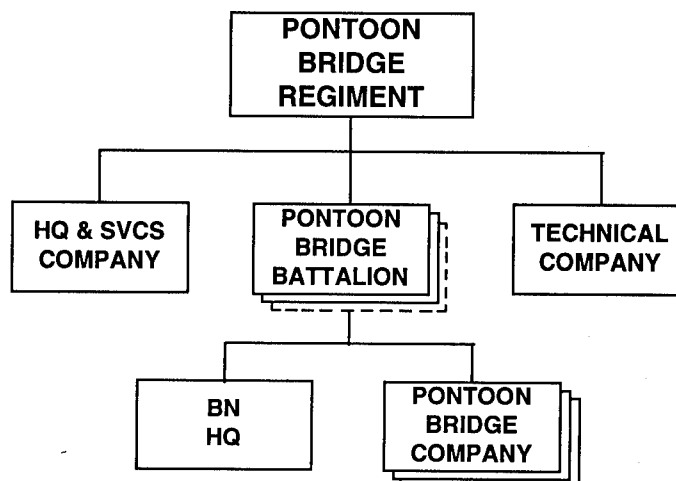 PONTOON
BRIDGE
REGIMENT
HQ & SVCS
COMPANY
PONTOON
BRIDGE
BATTALION
TECHNICAL
COMPANY
BN
HQ
PONTOON
BRIDGE
COMPANY